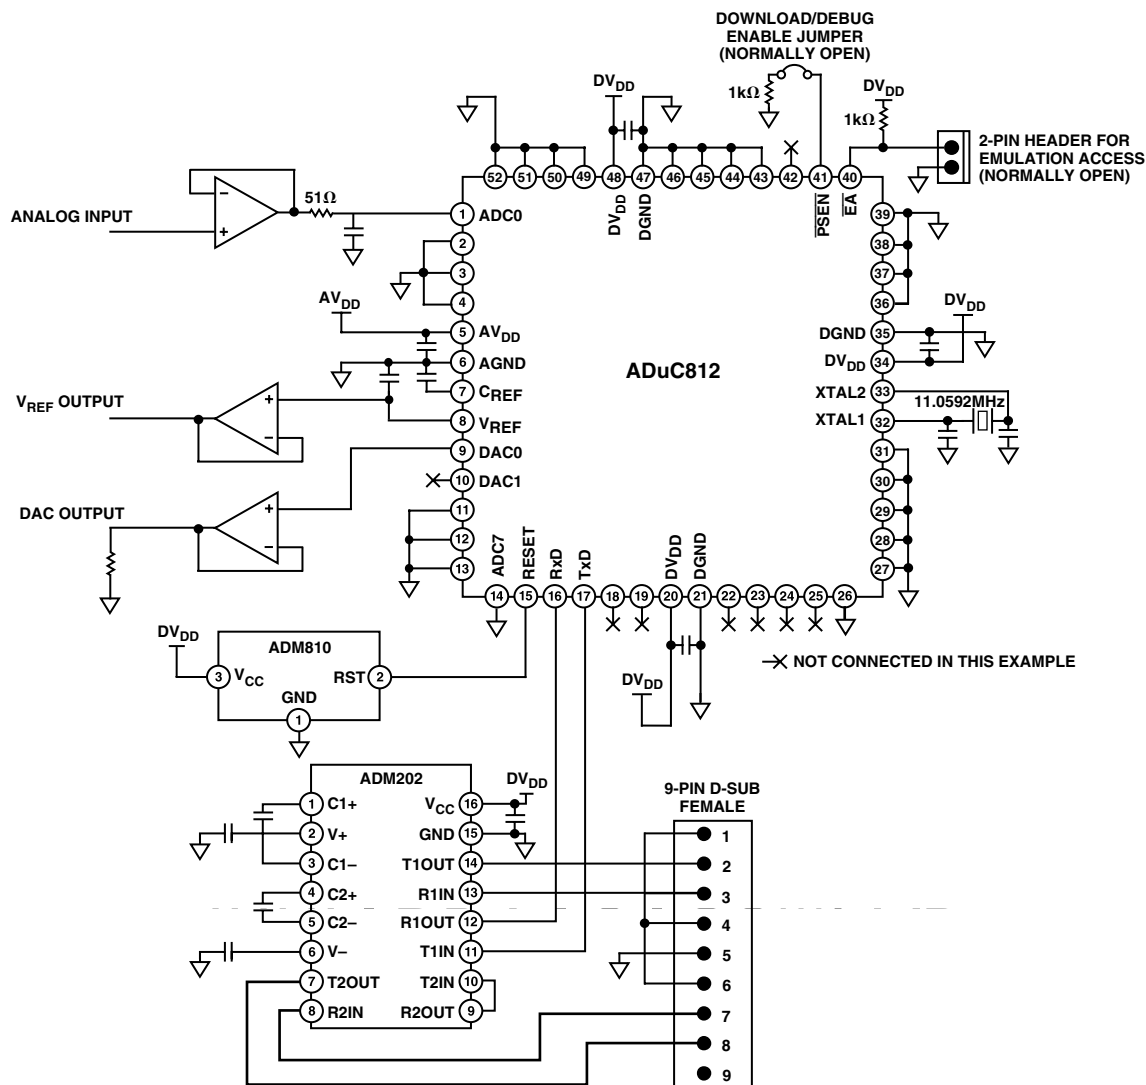 DOWNLOAD/DEBUG
ENABLE JUMPER
(NORMALLY OPEN)
DVDD
1kΩ
DVDD
1kΩ
2-PIN HEADER FOR
EMULATION ACCESS
(NORMALLY OPEN)
52 51 50 49 48 47 46 45 44 43 42 41 40
DVDD
DGND
PSEN
EA
ANALOG INPUT
51Ω
1 ADC0
2
3
4
AVDD
5 AVDD
6 AGND
7 CREF
VREF OUTPUT
8 VREF
9 DAC0
10 DAC1
DAC OUTPUT
11
12
13
ADuC812
39
38
37
36
DVDD
DGND 35
DVDD 34
XTAL2 33
11.0592MHz
XTAL1 32
31
30
29
28
27
ADC7
RESET
RxD
TxD
DVDD
DGND
14 15 16 17 18 19 20 21 22 23 24 25 26
NOT CONNECTED IN THIS EXAMPLE
DVDD
DVDD
ADM810
3 VCC
RST 2
GND
1
ADM202
DVDD
1 C1+
VCC 16
2 V+
GND 15
3 C1–
T1OUT 14
4 C2+
R1IN 13
5 C2–
R1OUT 12
6 V–
T1IN 11
7 T2OUT
T2IN 10
8 R2IN
R2OUT 9
9-PIN D-SUB
FEMALE
1
2
3
4
5
6
7
8
9